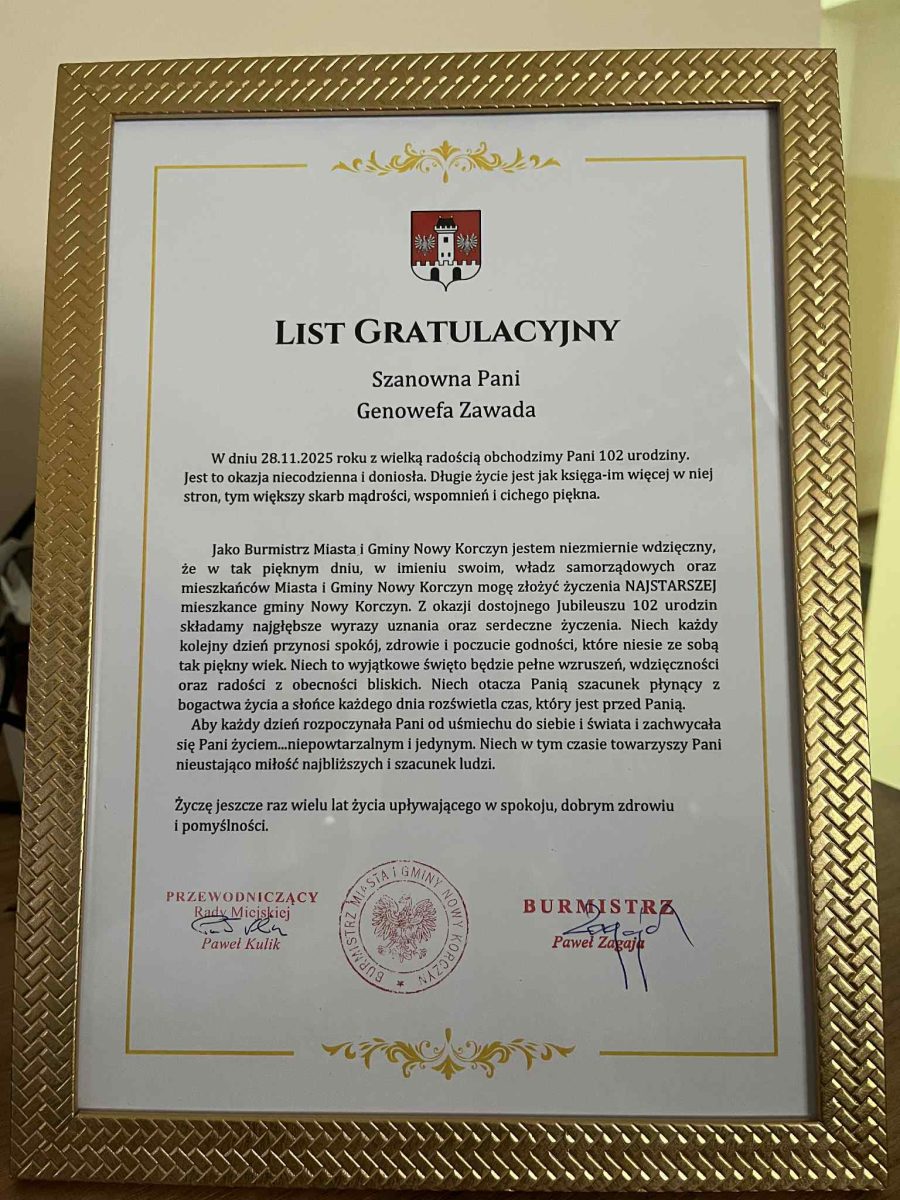 List Gratulacyjny
Szanowna Pani
Genowefa Zawada
W dniu 28.11.2025 roku z wielką radością obchodzimy Pani 102 urodziny.
Jest to okazja niecodzienna i doniosła. Długie życie jest jak księga-im więcej w niej
stron, tym większy skarb mądrości, wspomnień i cichego piękna.
Jako Burmistrz Miasta i Gminy Nowy Korczyn jestem niezmiernie wdzięczny,
że w tak pięknym dniu, w imieniu swoim, władz samorządowych oraz
mieszkańców Miasta i Gminy Nowy Korczyn mogę złożyć życzenia NAJSTARSZEJ
mieszkance gminy Nowy Korczyn. Z okazji dostojnego Jubileuszu 102 urodzin
składamy najgłębsze wyrazy uznania oraz serdeczne życzenia. Niech każdy
kolejny dzień przynosi spokój, zdrowie i poczucie godności, które niesie ze sobą
tak piękny wiek. Niech to wyjątkowe święto będzie pełne wzruszeń, wdzięczności
oraz radości z obecności bliskich. Niech otacza Panią szacunek płynący z
bogactwa życia a słońce każdego dnia rozświetla czas, który jest przed Panią.
Aby każdy dzień rozpoczynała Pani od uśmiechu do siebie i świata i zachwycała
się Pani życiem...niepowtarzalnym i jedynym. Niech w tym czasie towarzyszy Pani
nieustająco miłość najbliższych i szacunek ludzi.
Życzę jeszcze raz wielu lat życia upływającego w spokoju, dobrym zdrowiu
i pomyślności.
PRZEWODNICZĄCY
Rady Miejskiej
Paweł Kulik
BURMISTRZ MIASTA I GMINY NOWY KORCZYN
BURMISTRZ
Paweł Zagaja